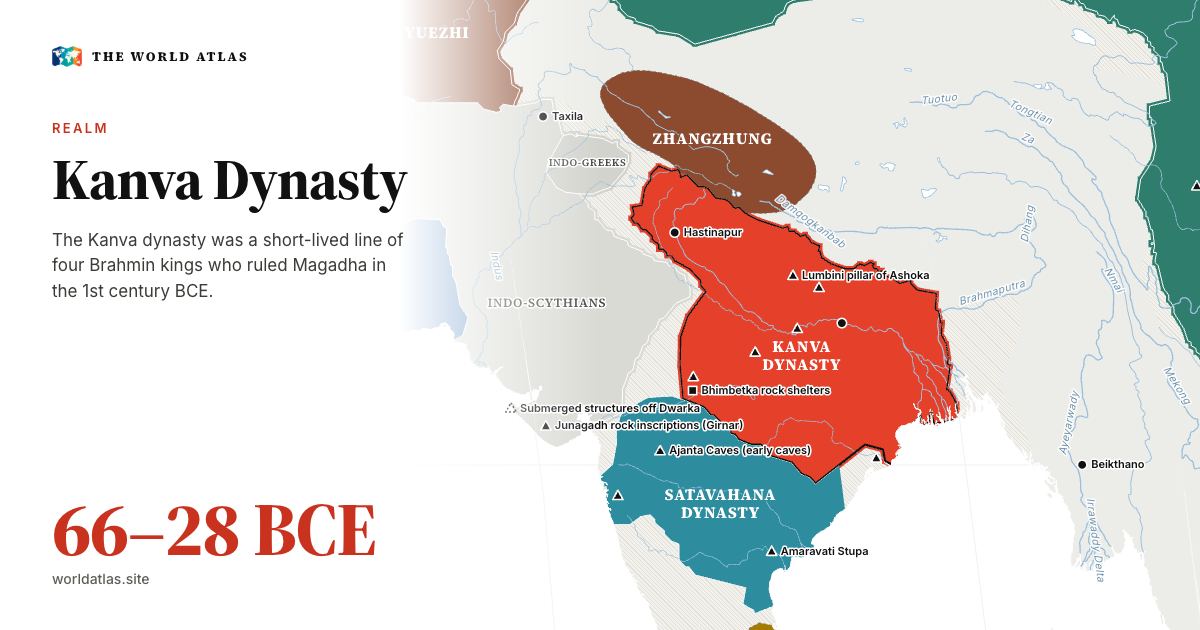 THE WORLD ATLAS
REALM
Kanva Dynasty
The Kanva dynasty was a short-lived line of
four Brahmin kings who ruled Magadha in
the 1st century BCE.
66–28 BCE
worldatlas.site
YUEZHI
Taxila
INDO-GREEKS
ZHANGZHUNG
Tuotuo
Tongtian
Za
Damqogkanbab
Dihang
Hastinapur
Lumbini pillar of Ashoka
Indus
INDO-SCYTHIANS
Brahmaputra
Nmai
KANVA
DYNASTY
Bhimbetka rock shelters
Mekong
Submerged structures off Dwarka
Junagadh rock inscriptions (Girnar)
Ajanta Caves (early caves)
Ayeyarwady
Beikthano
SATAVAHANA
DYNASTY
Amaravati Stupa
Irrawaddy Delta